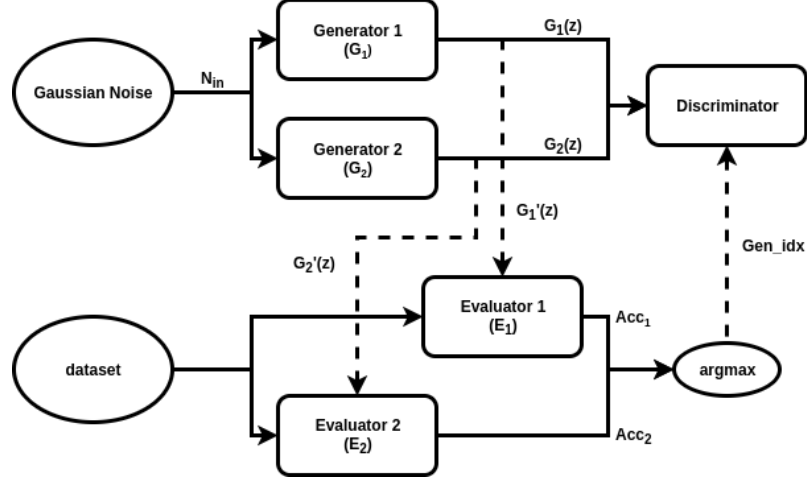 Generator 1
(G₁)
G₁(z)
N_in
Gaussian Noise
Discriminator
Generator 2
(G₂)
G₂(z)
G₁'(z)
Gen_idx
G₂'(z)
Evaluator 1
(E₁)
Acc₁
dataset
argmax
Evaluator 2
(E₂)
Acc₂